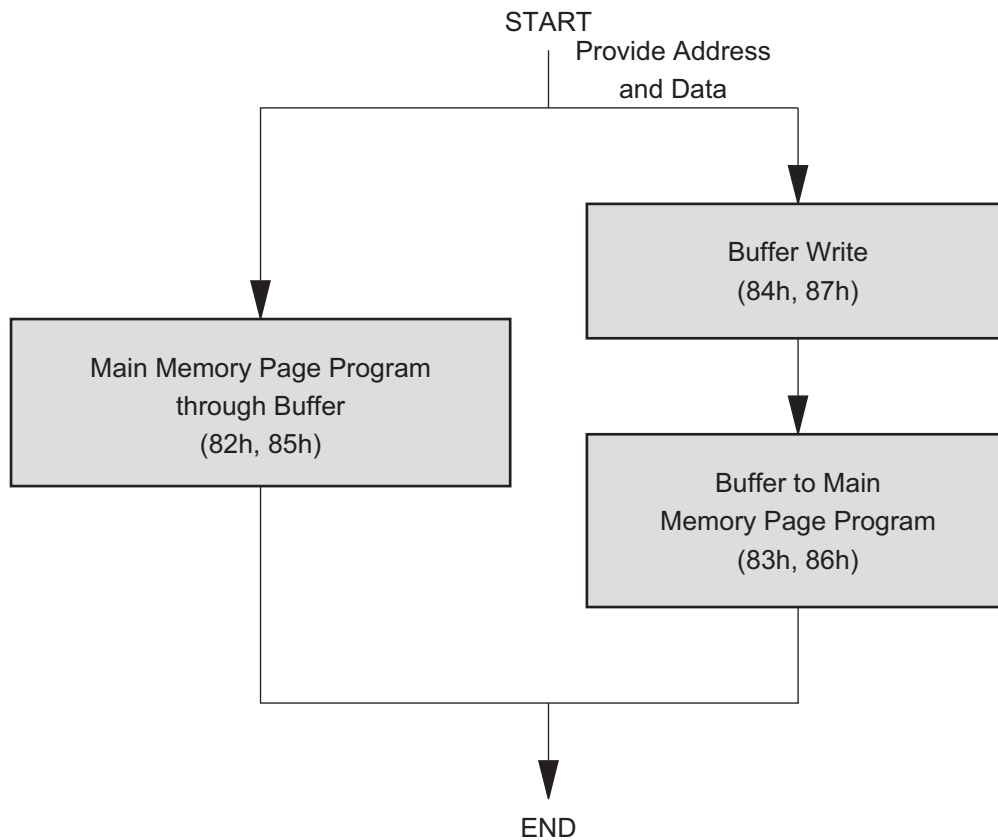 START
Provide Address
and Data
Buffer Write
(84h, 87h)
Main Memory Page Program
through Buffer
(82h, 85h)
Buffer to Main
Memory Page Program
(83h, 86h)
END